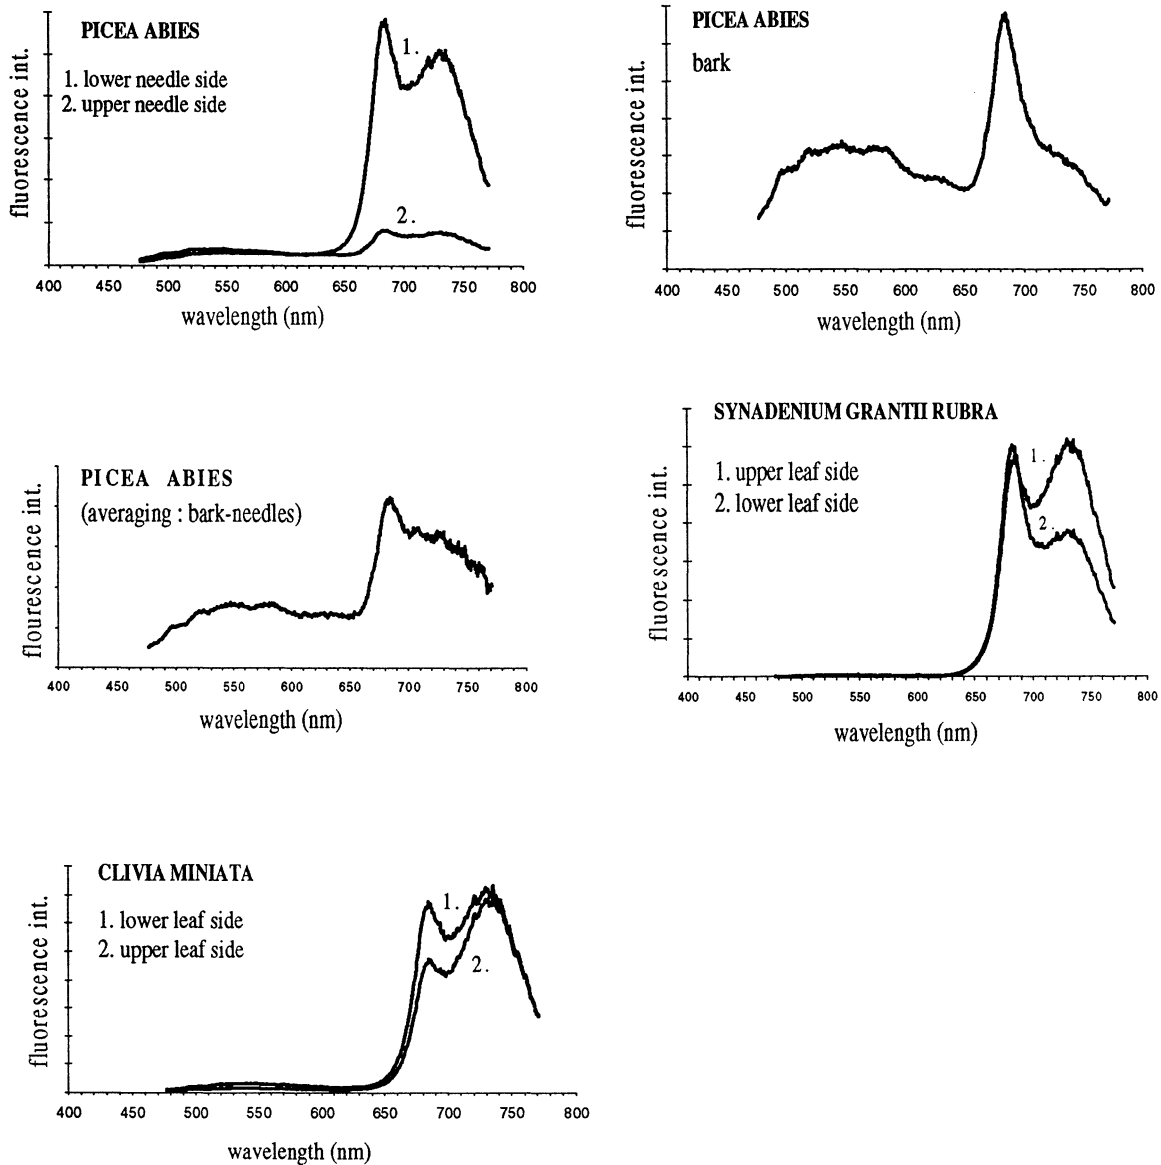 PICEA ABIES
1. lower needle side
2. upper needle side
fluorescence int.
1.
2.
400 450 500 550 600 650 700 750 800
wavelength (nm)
PICEA ABIES
bark
fluorescence int.
400 450 500 550 600 650 700 750 800
wavelength (nm)
PICEA ABIES
(averaging : bark-needles)
flourescence int.
400 450 500 550 600 650 700 750 800
wavelength (nm)
SYNADENIUM GRANTII RUBRA
1. upper leaf side
2. lower leaf side
fluorescence int.
1.
2.
400 450 500 550 600 650 700 750 800
wavelength (nm)
CLIVIA MINIATA
1. lower leaf side
2. upper leaf side
fluorescence int.
1.
2.
400 450 500 550 600 650 700 750 800
wavelength (nm)